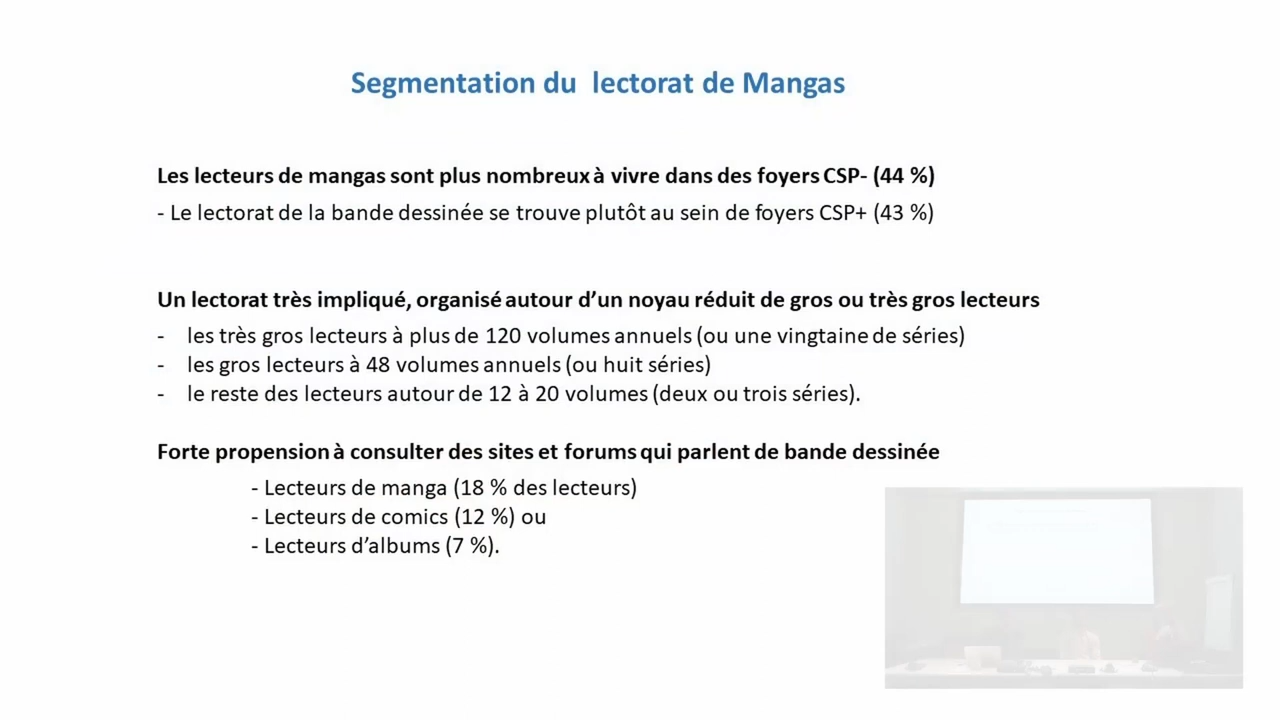 Segmentation du lectorat de Mangas
Les lecteurs de mangas sont plus nombreux à vivre dans des foyers CSP- (44 %)
- Le lectorat de la bande dessinée se trouve plutôt au sein de foyers CSP+ (43 %)
Un lectorat très impliqué, organisé autour d’un noyau réduit de gros ou très gros lecteurs
- les très gros lecteurs à plus de 120 volumes annuels (ou une vingtaine de séries)
- les gros lecteurs à 48 volumes annuels (ou huit séries)
- le reste des lecteurs autour de 12 à 20 volumes (deux ou trois séries).
Forte propension à consulter des sites et forums qui parlent de bande dessinée
- Lecteurs de manga (18 % des lecteurs)
- Lecteurs de comics (12 %) ou
- Lecteurs d’albums (7 %).